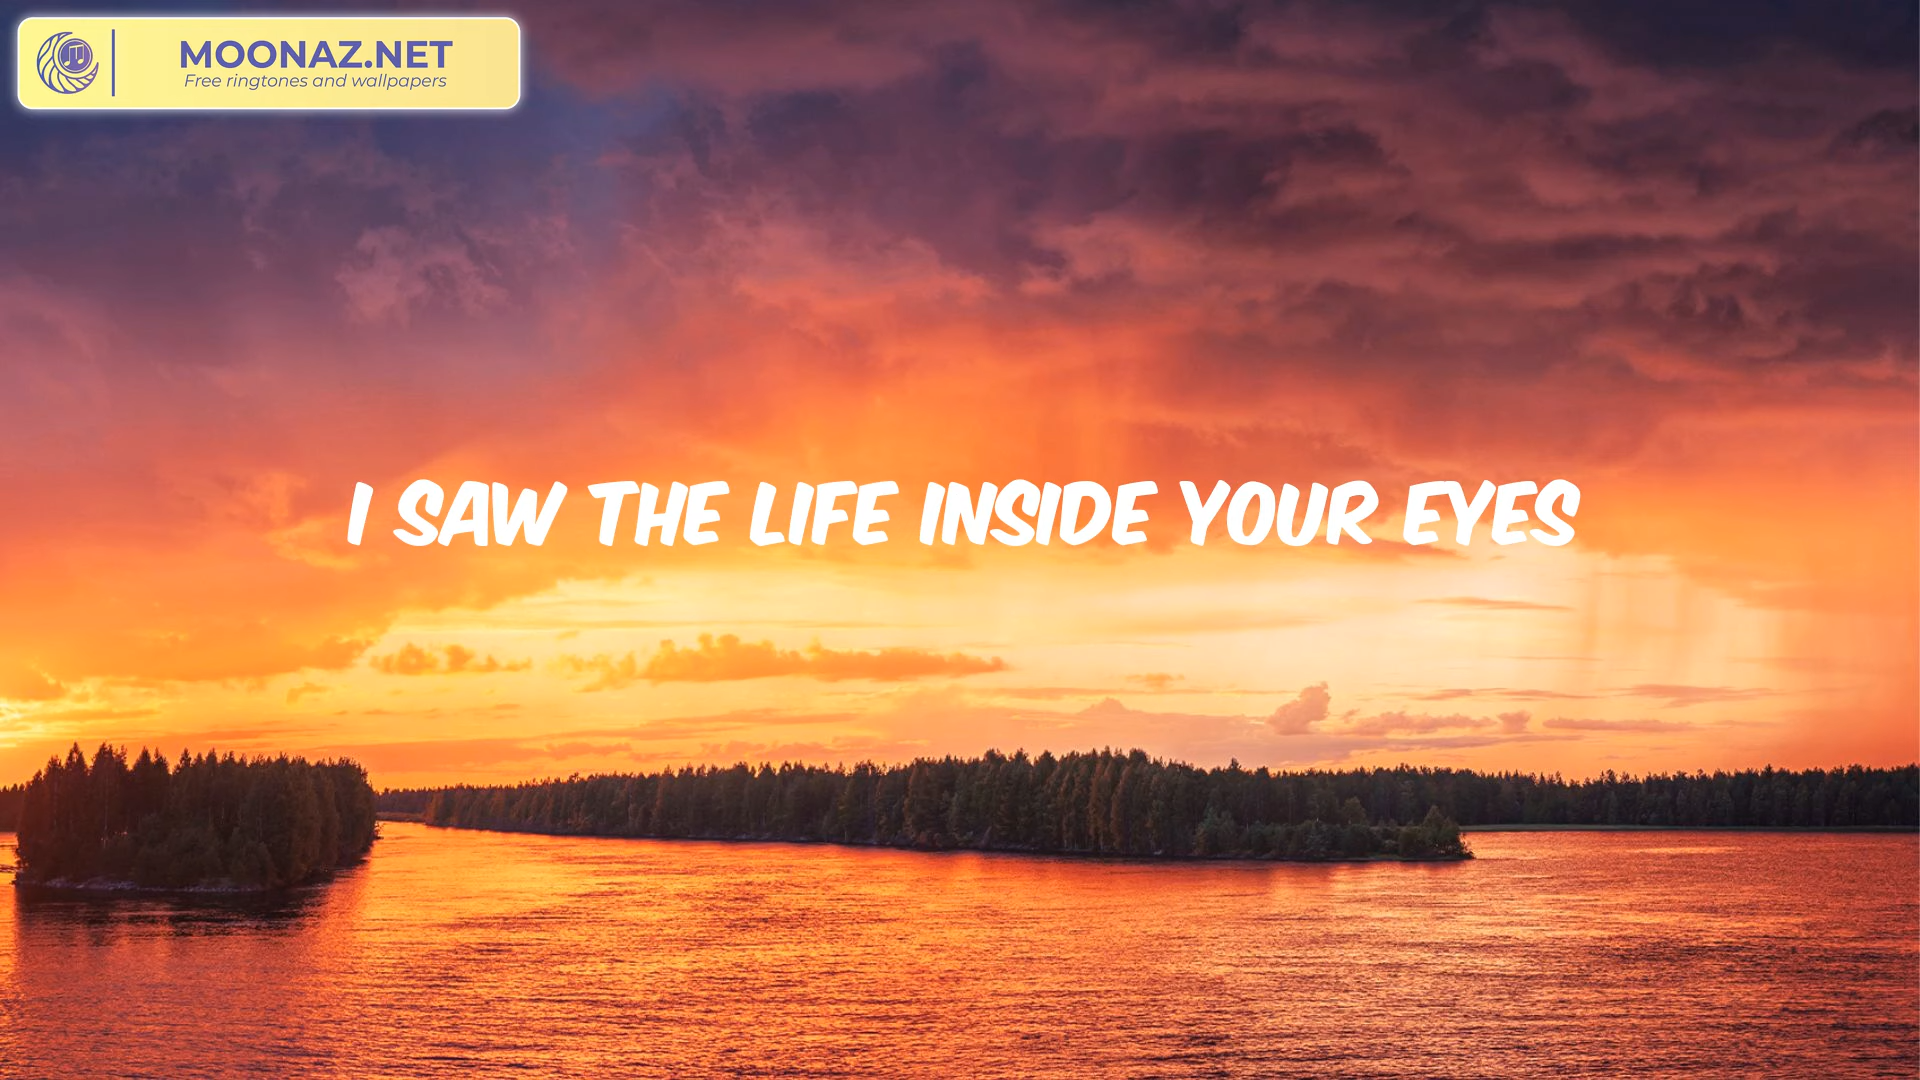 MOONAZ.NET
Free ringtones and wallpapers
I SAW THE LIFE INSIDE YOUR EYES